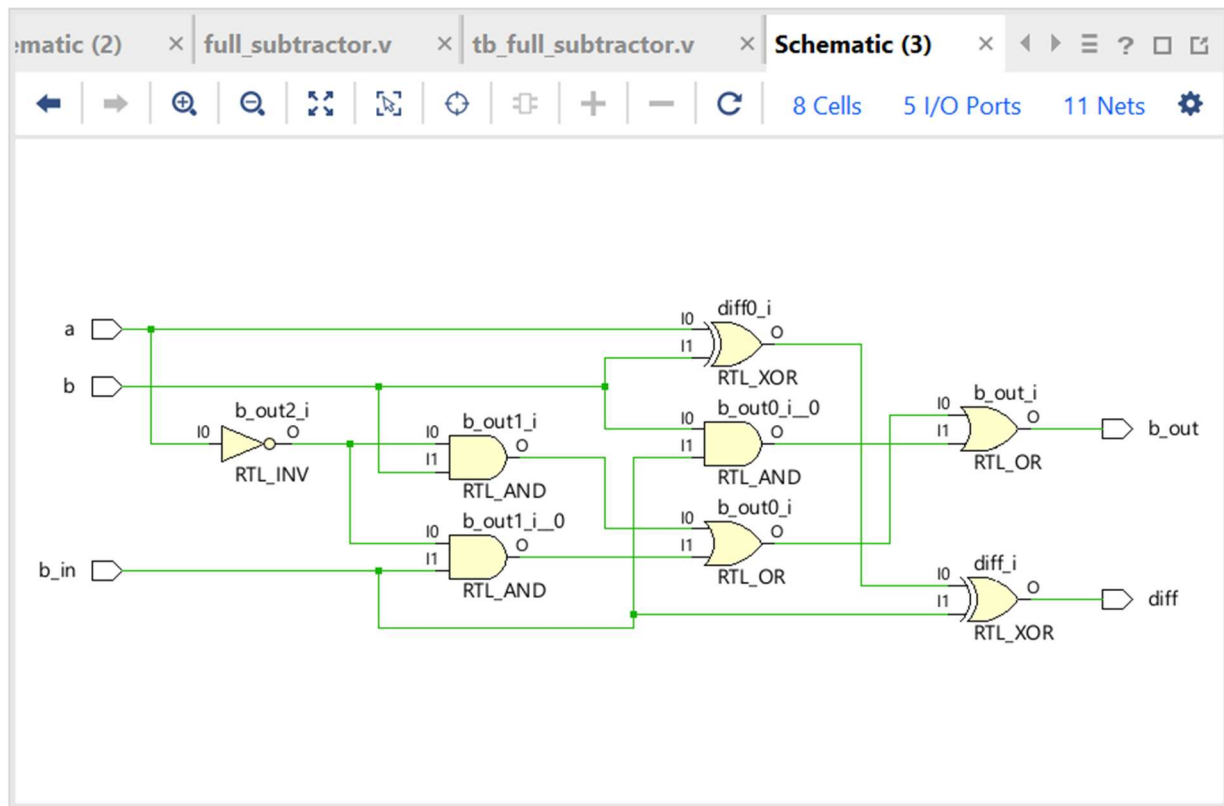 ematic (2) × full_subtractor.v × tb_full_subtractor.v × Schematic (3) × ?
8 Cells 5 I/O Ports 11 Nets
diff0_i
a I0 O
I1
b RTL_XOR
b_out2_i b_out1_i b_out0_i__0 b_out_i
I0 O I0 O I0 O I0 O
I1 I1 I1 b_out
RTL_INV RTL_AND RTL_AND RTL_OR
b_out1_i__0 b_out0_i
I0 O I0 O
b_in I1 I1 diff_i
RTL_AND RTL_OR I0 O
I1 diff
RTL_XOR